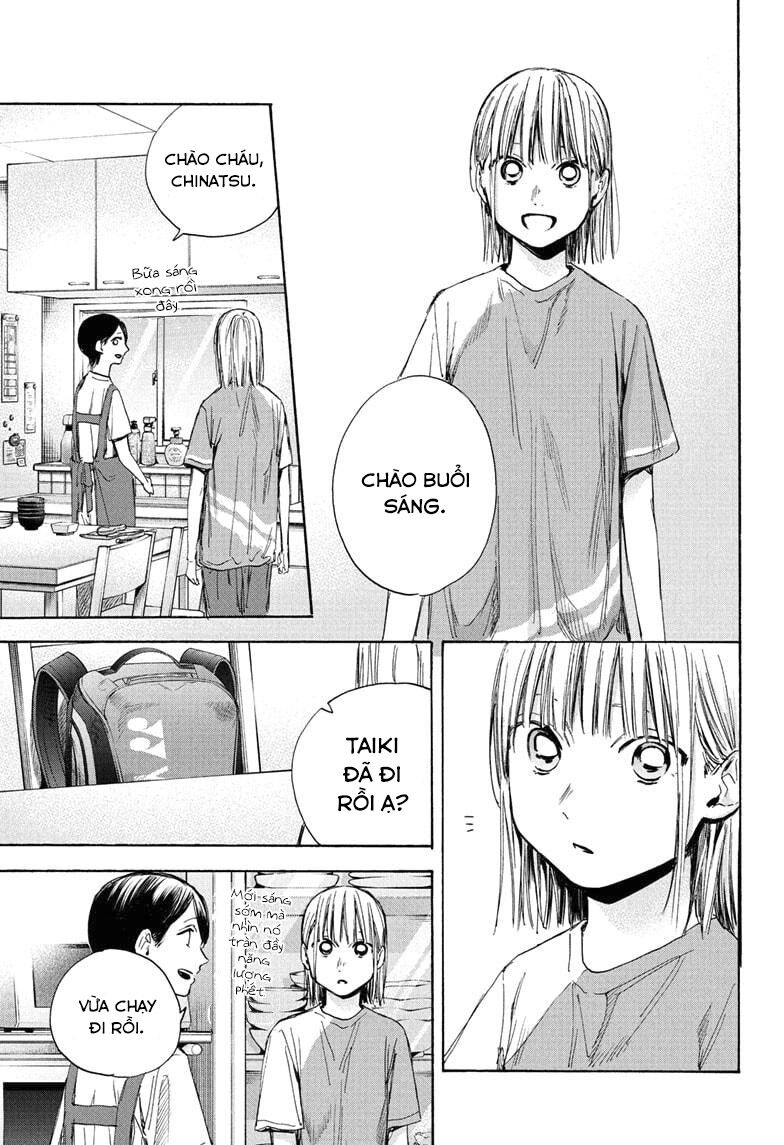 CHÀO BUỔI
SÁNG.
CHÀO CHÁU,
CHINATSU.
Bữa sáng
xong rồi
đây
TAIKI
ĐÃ ĐI
RỒI Ạ?
Mới sáng
sớm mà
nhìn nó
tràn đầy
năng
lượng
phết
VỪA CHẠY
ĐI RỒI.